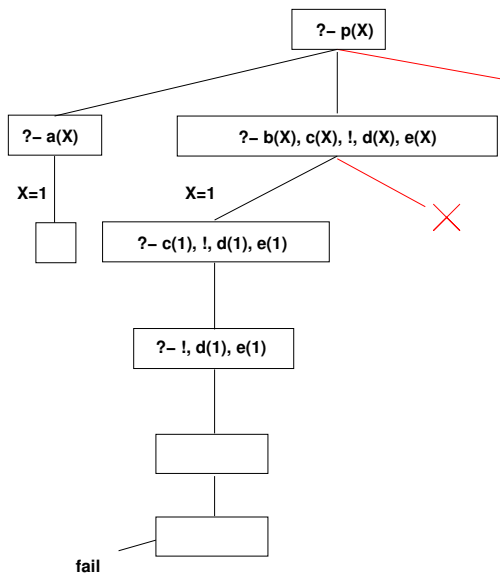 ?– p(X)
?– a(X)
?– b(X), c(X), !, d(X), e(X)
X=1
X=1
?– c(1), !, d(1), e(1)
?– !, d(1), e(1)
fail